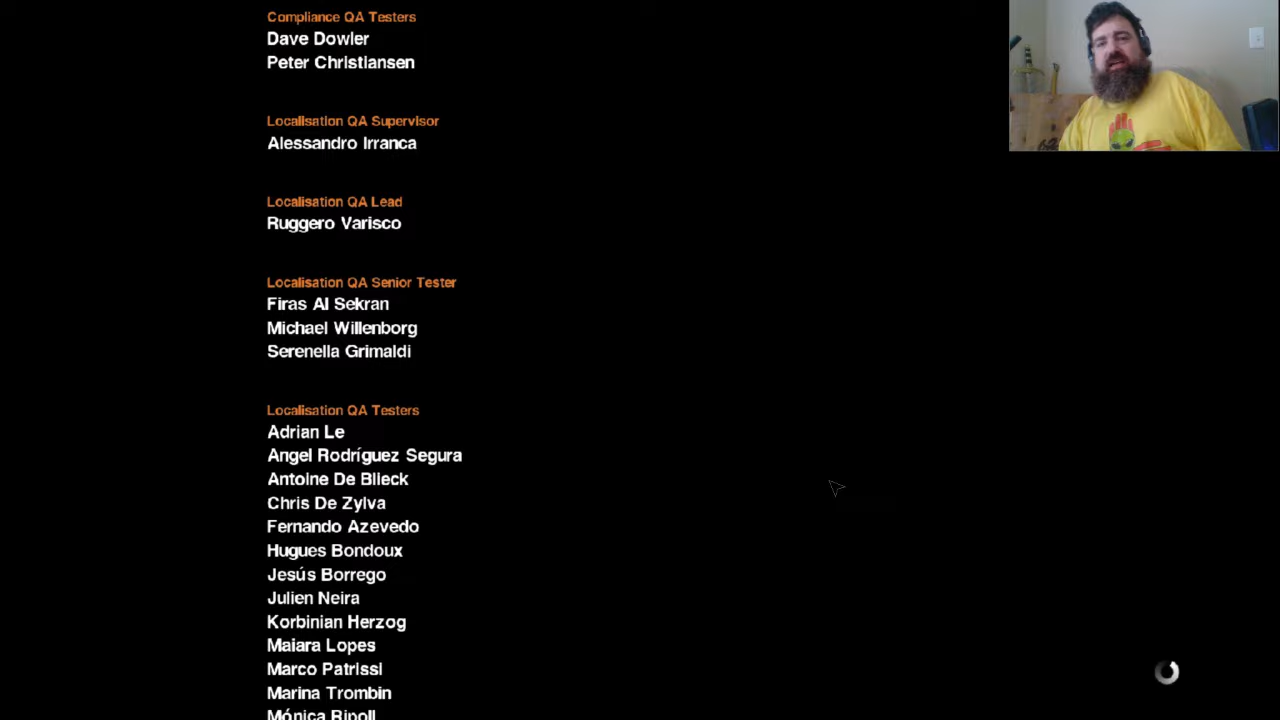 Compliance QA Testers
Dave Dowler
Peter Christiansen
Localisation QA Supervisor
Alessandro Irranca
Localisation QA Lead
Ruggero Varisco
Localisation QA Senior Tester
Firas Al Sekran
Michael Willenborg
Serenella Grimaldi
Localisation QA Testers
Adrian Le
Angel Rodríguez Segura
Antoine De Blieck
Chris De Zylva
Fernando Azevedo
Hugues Bondoux
Jesús Borrego
Julien Neira
Korbinian Herzog
Maiara Lopes
Marco Patrissi
Marina Trombin
Mónica Ripoll